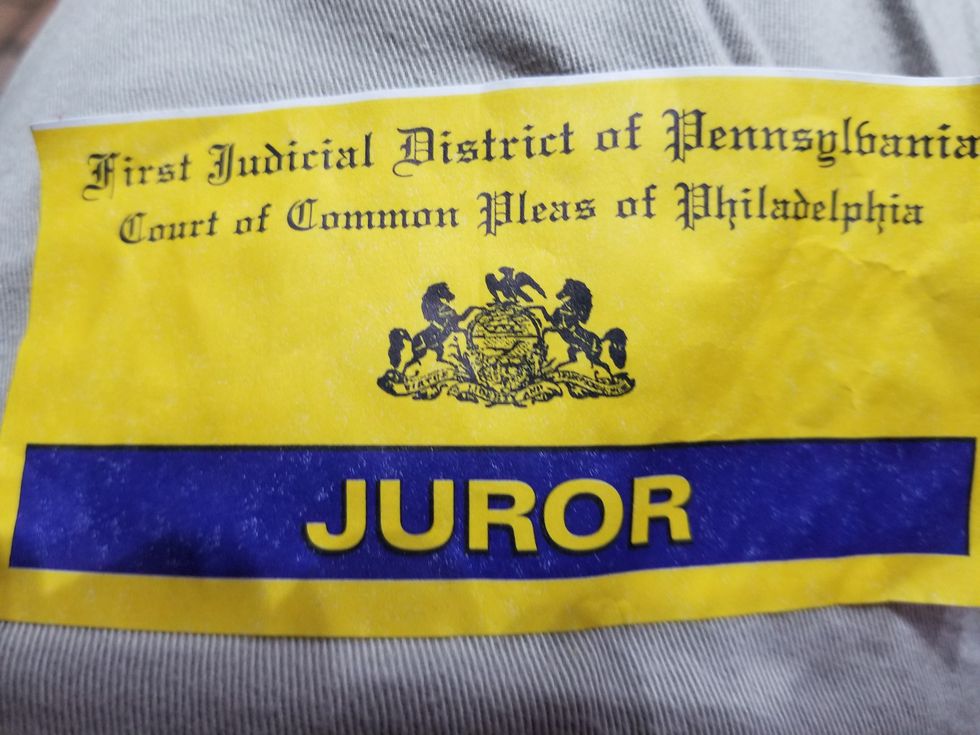 First Judicial District of Pennsylvania
Court of Common Pleas of Philadelphia
JUROR